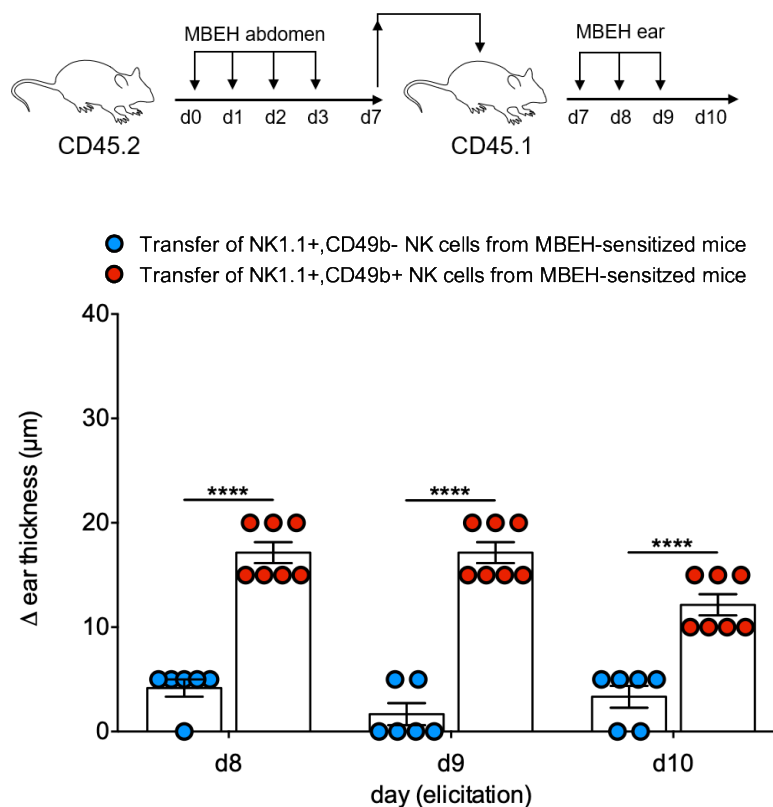 MBEH abdomen
MBEH ear
d0 d1 d2 d3 d7
d7 d8 d9 d10
CD45.2
CD45.1
Transfer of NK1.1+,CD49b- NK cells from MBEH-sensitized mice
Transfer of NK1.1+,CD49b+ NK cells from MBEH-sensitzed mice
40
30
20
10
0
Δ ear thickness (µm)
****
****
****
d8 d9 d10
day (elicitation)